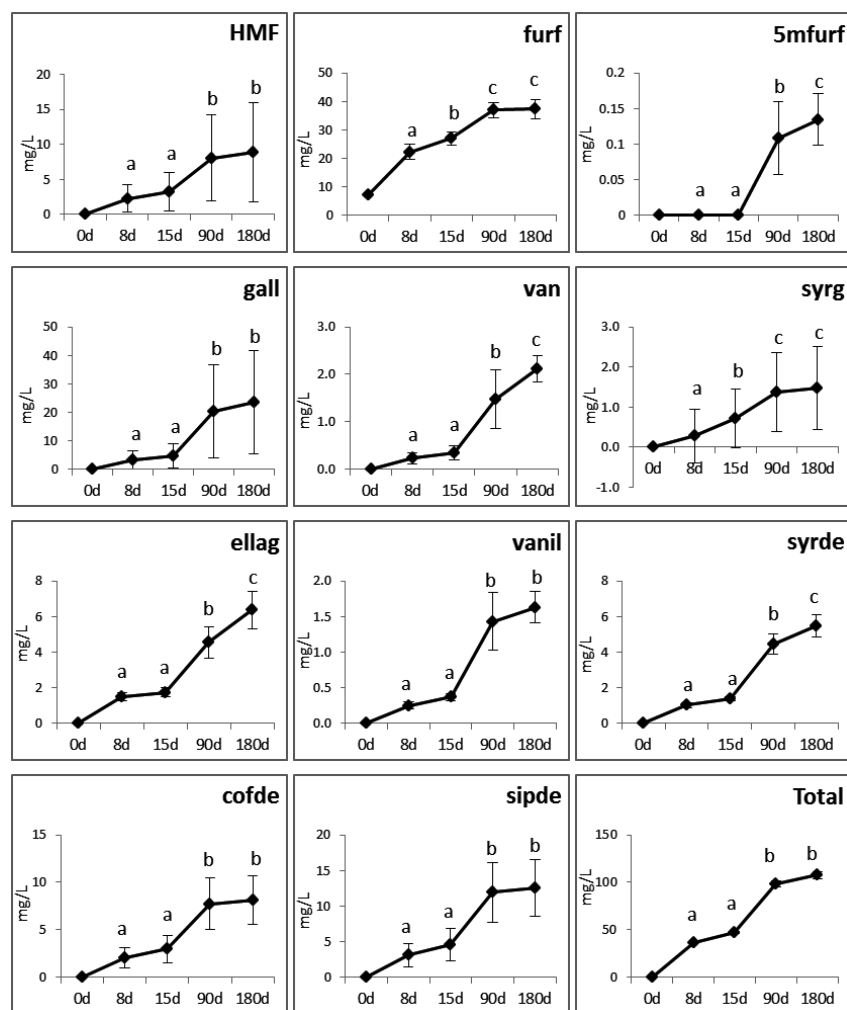 HMF
20
15
10
5
0
mg/L
a
a
b
b
0d 8d 15d 90d 180d
furf
50
40
30
20
10
0
mg/L
a
b
c
c
0d 8d 15d 90d 180d
5mfurf
0.2
0.15
0.1
0.05
0
mg/L
a
a
b
c
0d 8d 15d 90d 180d
gall
50
40
30
20
10
0
mg/L
a
a
b
b
0d 8d 15d 90d 180d
van
3.0
2.0
1.0
0.0
mg/L
a
a
b
c
0d 8d 15d 90d 180d
syrg
3.0
2.0
1.0
0.0
-1.0
mg/L
a
b
c
c
0d 8d 15d 90d 180d
ellag
8
6
4
2
0
mg/L
a
a
b
c
0d 8d 15d 90d 180d
vanil
2.0
1.5
1.0
0.5
0.0
mg/L
a
a
b
b
0d 8d 15d 90d 180d
syrde
8
6
4
2
0
mg/L
a
a
b
c
0d 8d 15d 90d 180d
cofde
15
10
5
0
mg/L
a
a
b
b
0d 8d 15d 90d 180d
sipde
20
15
10
5
0
mg/L
a
a
b
b
0d 8d 15d 90d 180d
Total
150
100
50
0
mg/L
a
a
b
b
0d 8d 15d 90d 180d